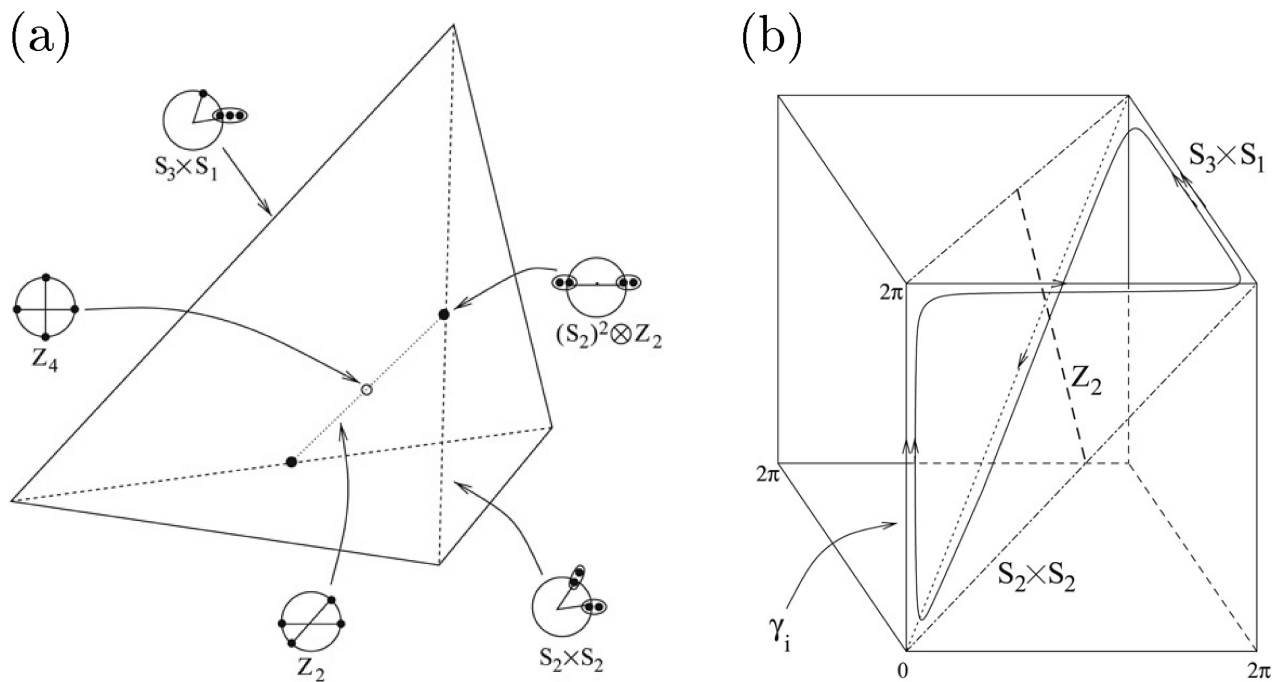 (a)
S₃×S₁
Z₄
(S₂)²⊗Z₂
Z₂
S₂×S₂
(b)
S₃×S₁
2π
Z₂
2π
S₂×S₂
γᵢ
0
2π